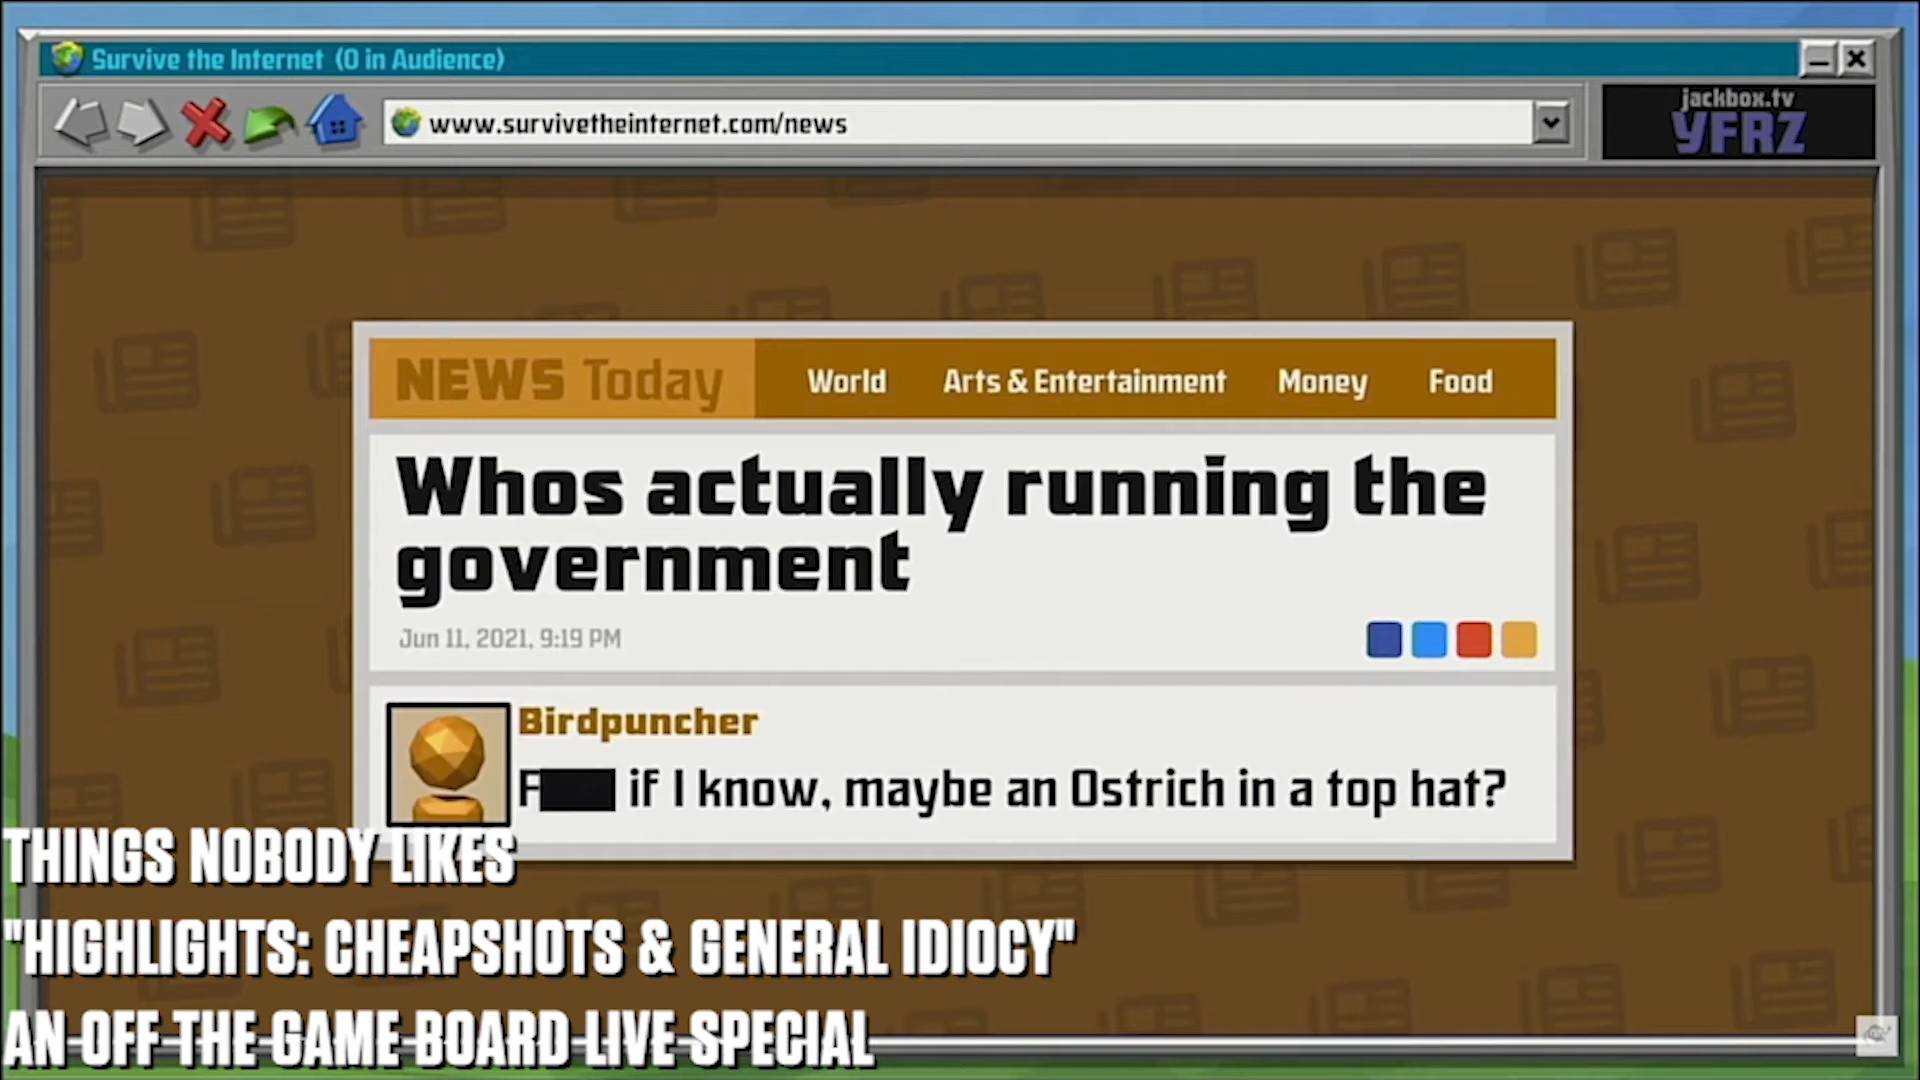 Survive the Internet (0 in Audience)
www.survivetheinternet.com/news
jackbox.tv
YFRZ
NEWS Today World Arts & Entertainment Money Food
Whos actually running the
government
Jun 11, 2021, 9:19 PM
Birdpuncher
F if I know, maybe an Ostrich in a top hat?
THINGS NOBODY LIKES
"HIGHLIGHTS: CHEAPSHOTS & GENERAL IDIOCY"
AN OFF THE GAME BOARD LIVE SPECIAL